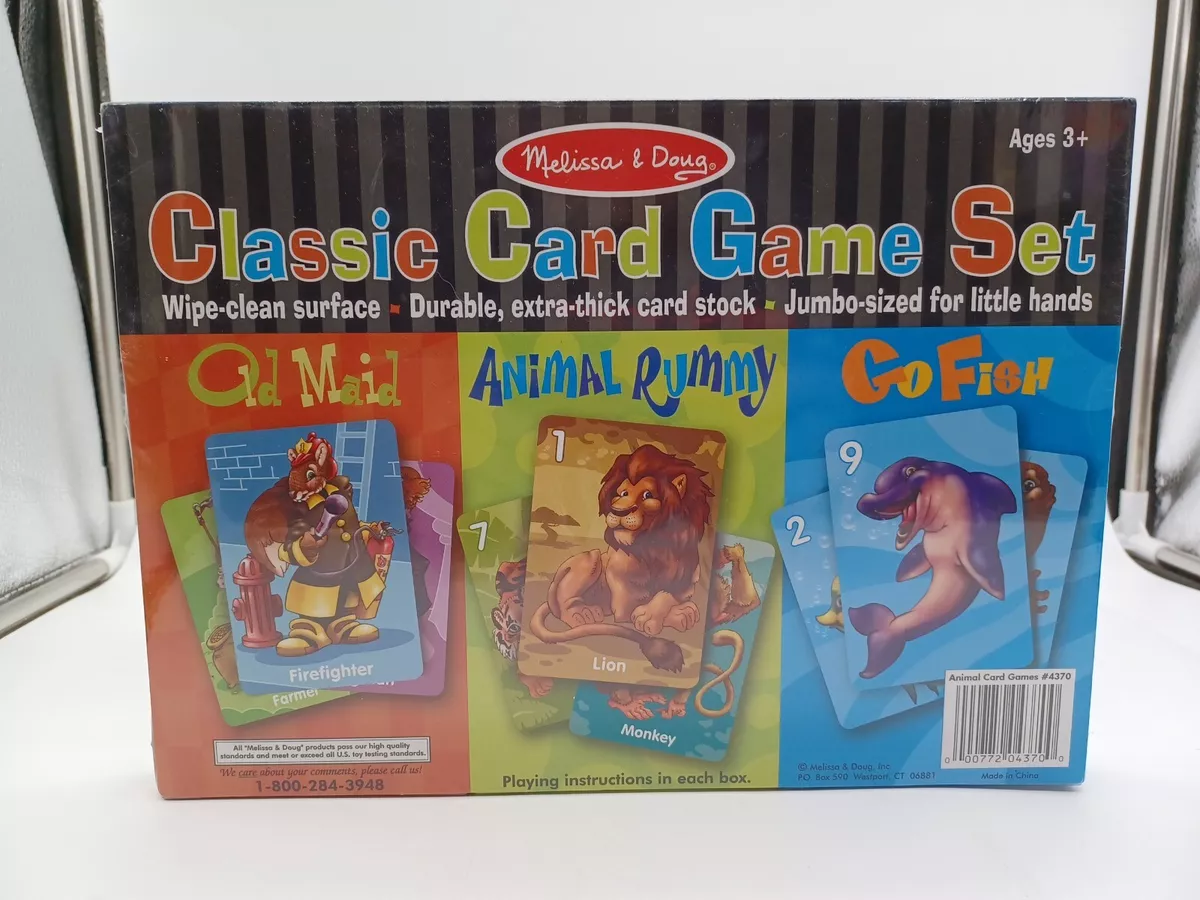 Melissa & Doug®
Ages 3+
Classic Card Game Set
Wipe-clean surface ▪ Durable, extra-thick card stock ▪ Jumbo-sized for little hands
Old Maid
Firefighter
Farmer
All "Melissa & Doug" products pass our high quality
standards and meet or exceed all U.S. toy testing standards.
We care about your comments, please call us!
1-800-284-3948
Animal Rummy
1
7
Lion
Monkey
Playing instructions in each box.
Go Fish
9
2
Animal Card Games #4370
0 00772 04370 0
© Melissa & Doug, Inc
P.O. Box 590 Westport, CT 06881
Made in China